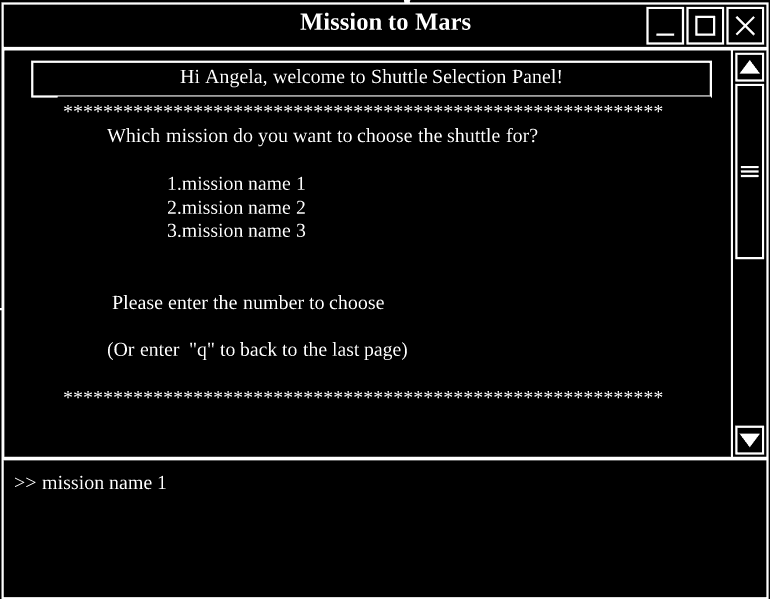 Mission to Mars
Hi Angela, welcome to Shuttle Selection Panel!
************************************************************
Which mission do you want to choose the shuttle for?
1.mission name 1
2.mission name 2
3.mission name 3
Please enter the number to choose
(Or enter  "q" to back to the last page)
************************************************************
>> mission name 1